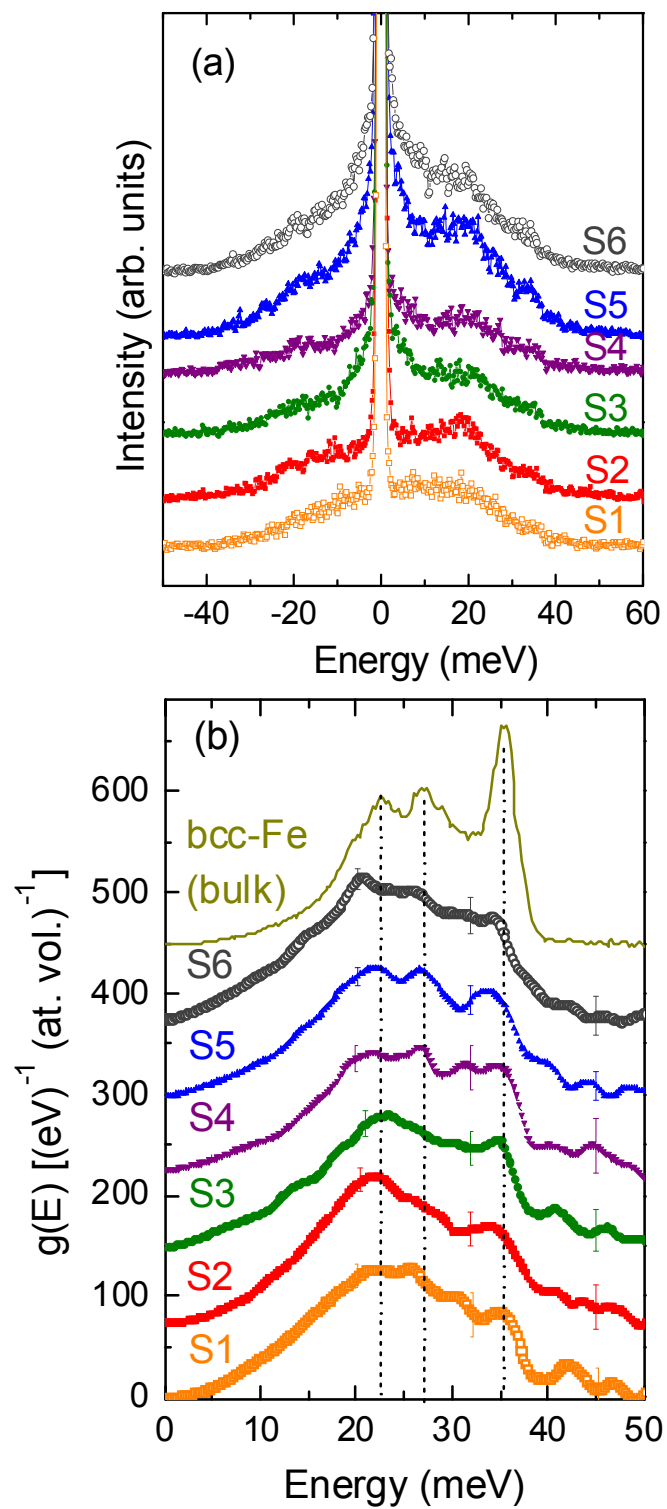 (a)
Intensity (arb. units)
S6
S5
S4
S3
S2
S1
-40 -20 0 20 40 60
Energy (meV)
(b)
g(E) [(eV)⁻¹ (at. vol.)⁻¹]
600
500
400
300
200
100
0
bcc-Fe
(bulk)
S6
S5
S4
S3
S2
S1
0 10 20 30 40 50
Energy (meV)